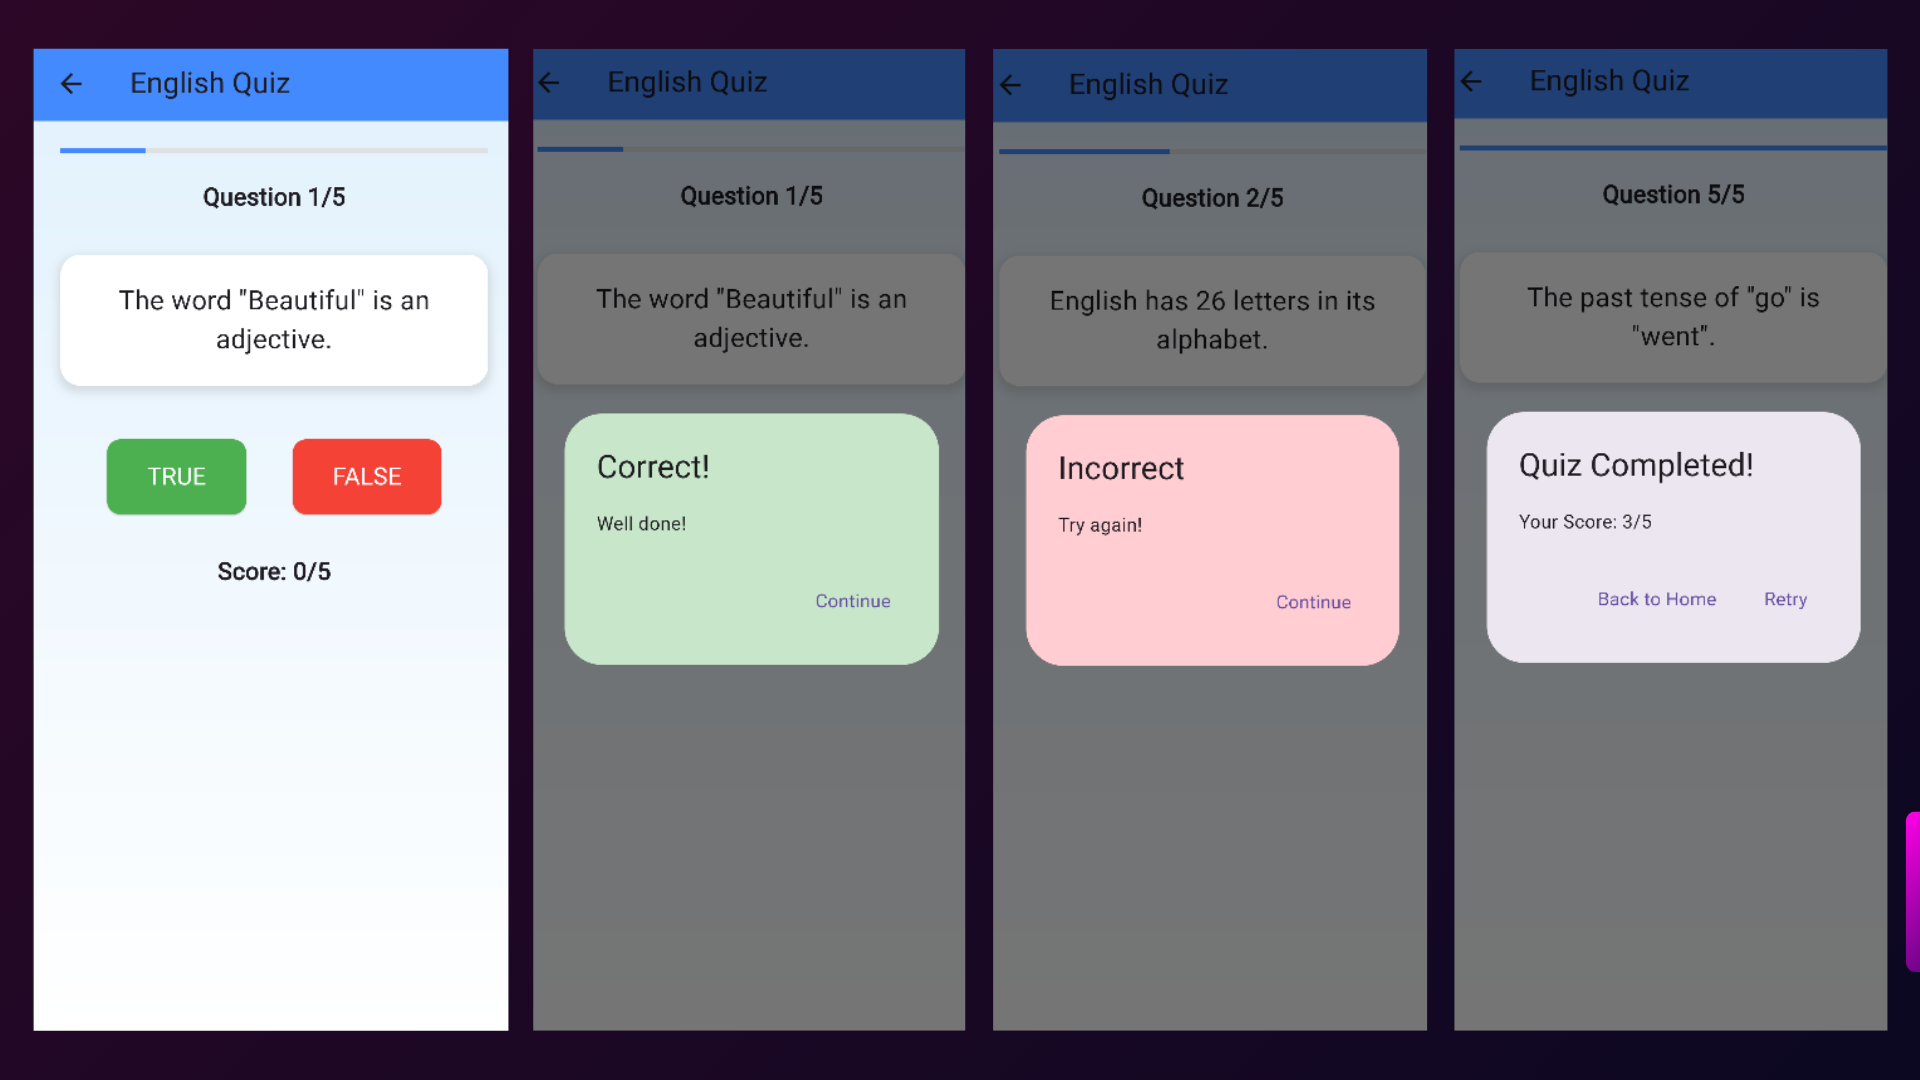 English Quiz
Question 1/5
The word "Beautiful" is an
adjective.
TRUE
FALSE
Score: 0/5
English Quiz
Question 1/5
The word "Beautiful" is an
adjective.
Correct!
Well done!
Continue
English Quiz
Question 2/5
English has 26 letters in its
alphabet.
Incorrect
Try again!
Continue
English Quiz
Question 5/5
The past tense of "go" is
"went".
Quiz Completed!
Your Score: 3/5
Back to Home
Retry